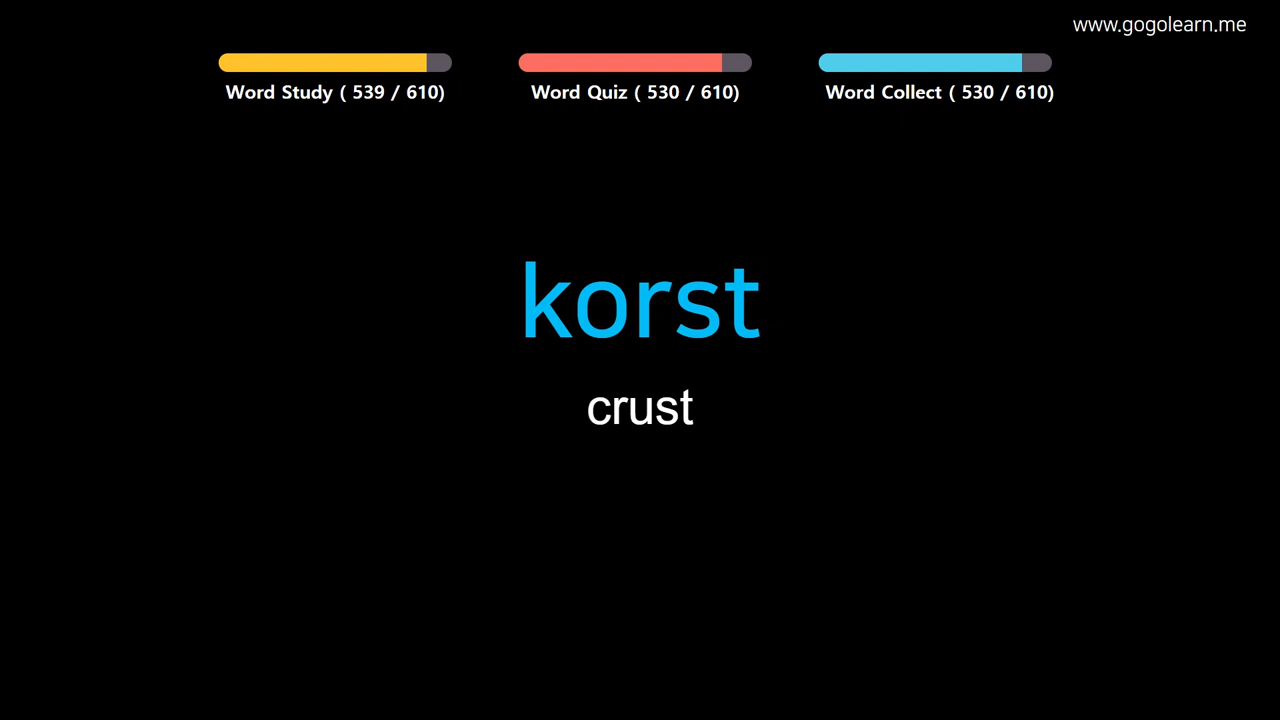 www.gogolearn.me
Word Study ( 539 / 610)
Word Quiz ( 530 / 610)
Word Collect ( 530 / 610)
korst
crust